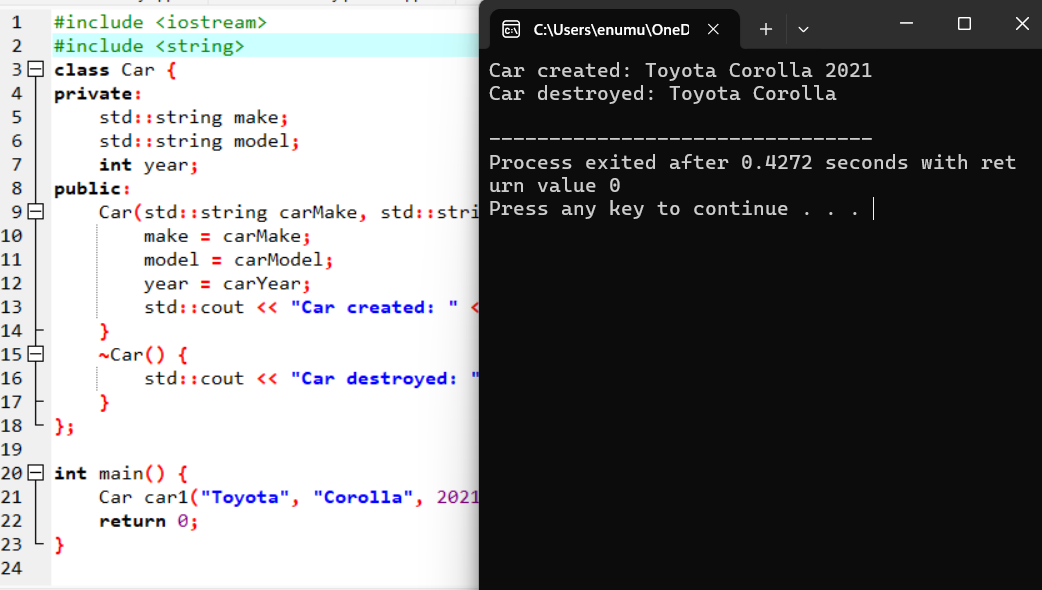 1 #include <iostream>
2 #include <string>
3 class Car {
4 private:
5     std::string make;
6     std::string model;
7     int year;
8 public:
9     Car(std::string carMake, std::stri
10         make = carMake;
11         model = carModel;
12         year = carYear;
13         std::cout << "Car created: " <
14     }
15     ~Car() {
16         std::cout << "Car destroyed: "
17     }
18 };
19
20 int main() {
21     Car car1("Toyota", "Corolla", 2021
22     return 0;
23 }
24
C:\Users\enumu\OneD
Car created: Toyota Corolla 2021
Car destroyed: Toyota Corolla
--------------------------------
Process exited after 0.4272 seconds with ret
urn value 0
Press any key to continue . . .